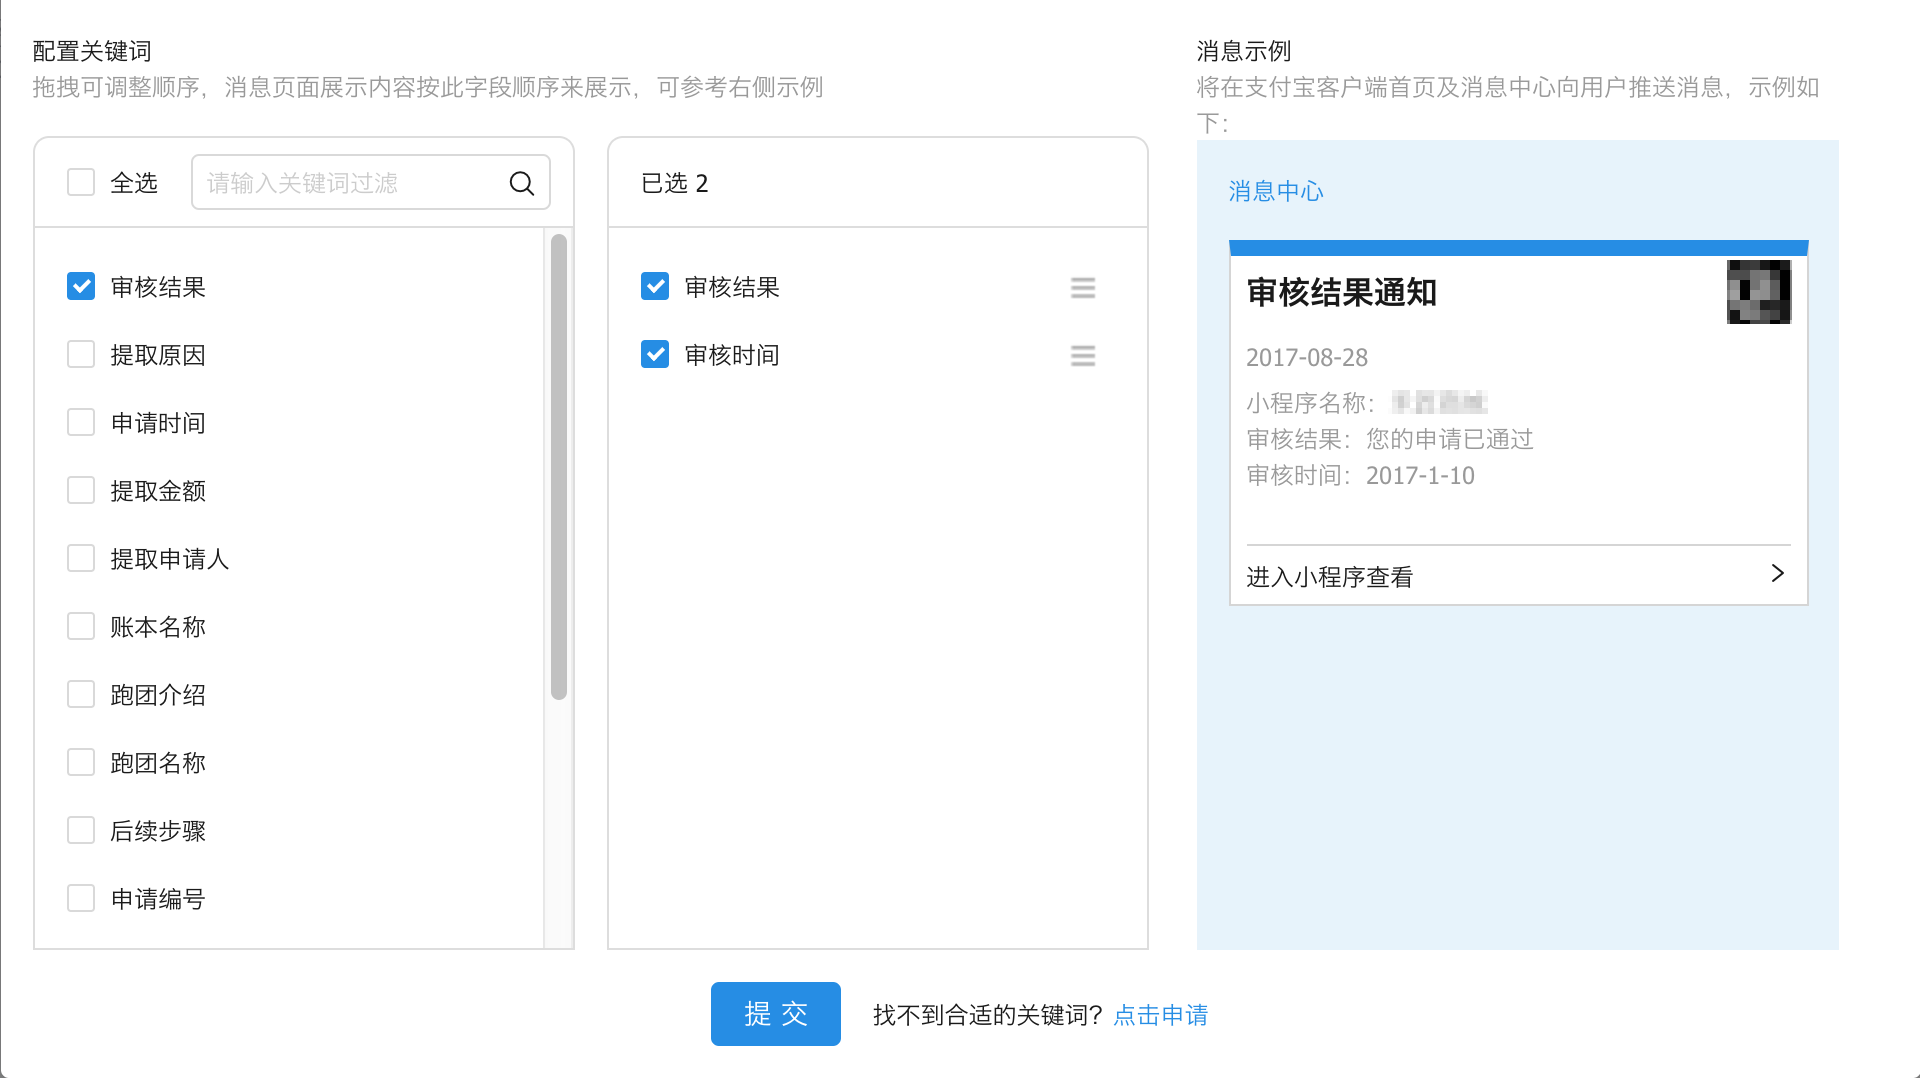 配置关键词
拖拽可调整顺序，消息页面展示内容按此字段顺序来展示，可参考右侧示例
全选
请输入关键词过滤
审核结果
提取原因
申请时间
提取金额
提取申请人
账本名称
跑团介绍
跑团名称
后续步骤
申请编号
已选 2
审核结果
审核时间
消息示例
将在支付宝客户端首页及消息中心向用户推送消息，示例如
下：
消息中心
审核结果通知
2017-08-28
小程序名称：
审核结果：您的申请已通过
审核时间：2017-1-10
进入小程序查看
提 交
找不到合适的关键词？点击申请